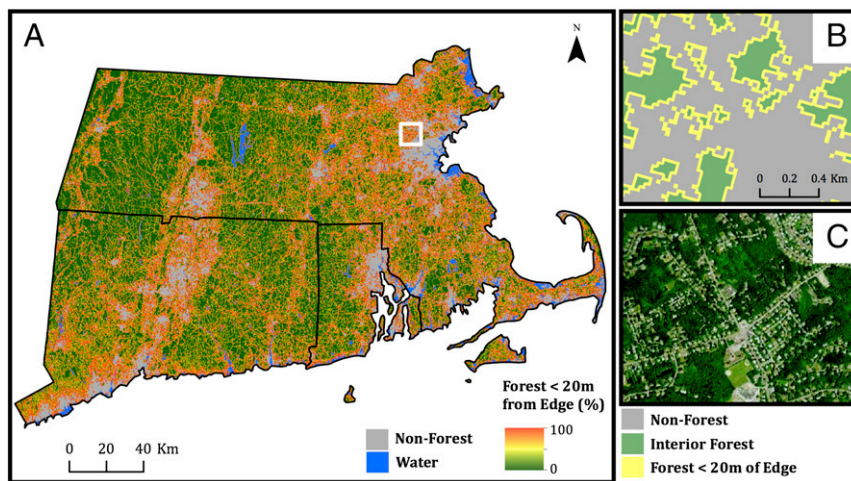 A
N
Forest < 20m
from Edge (%)
100
0
Non-Forest
Water
0 20 40 Km
B
0 0.2 0.4 Km
C
Non-Forest
Interior Forest
Forest < 20m of Edge